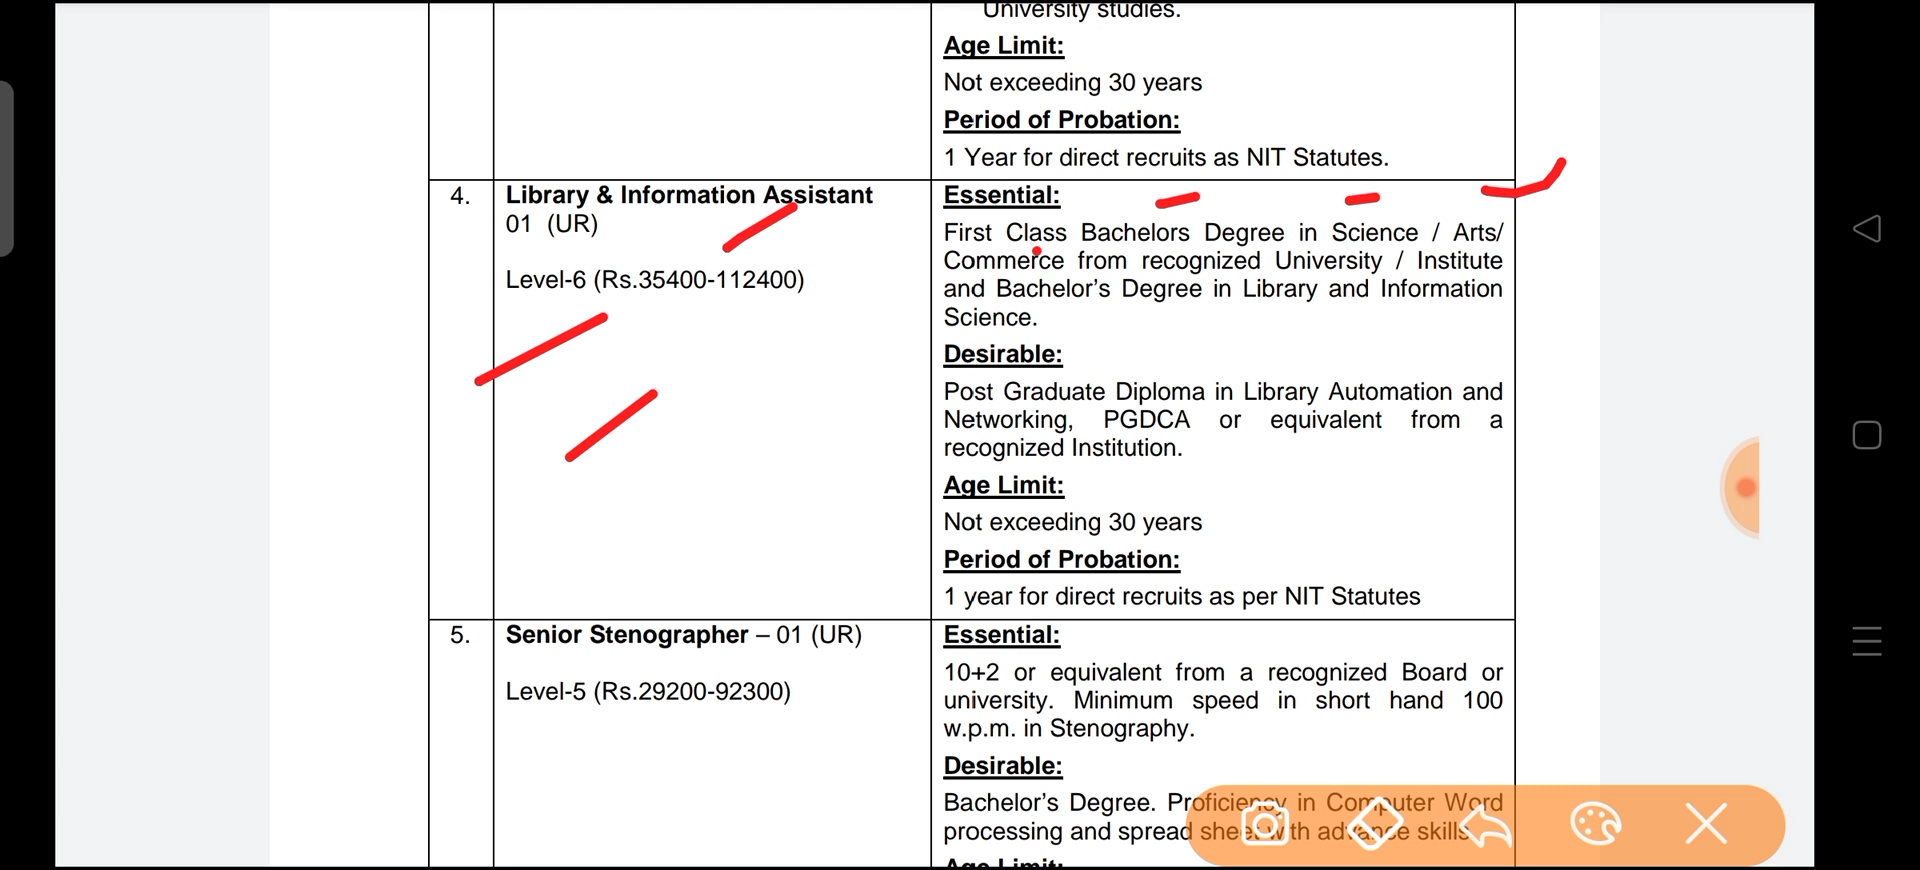 University studies.
Age Limit:
Not exceeding 30 years
Period of Probation:
1 Year for direct recruits as NIT Statutes.
4.
Library & Information Assistant
01 (UR)
Level-6 (Rs.35400-112400)
Essential:
First Class Bachelors Degree in Science / Arts/
Commerce from recognized University / Institute
and Bachelor's Degree in Library and Information
Science.
Desirable:
Post Graduate Diploma in Library Automation and
Networking, PGDCA or equivalent from a
recognized Institution.
Age Limit:
Not exceeding 30 years
Period of Probation:
1 year for direct recruits as per NIT Statutes
5.
Senior Stenographer – 01 (UR)
Level-5 (Rs.29200-92300)
Essential:
10+2 or equivalent from a recognized Board or
university. Minimum speed in short hand 100
w.p.m. in Stenography.
Desirable:
Bachelor's Degree. Proficiency in Computer Word
processing and spread sheet with advance skills
Age Limit: